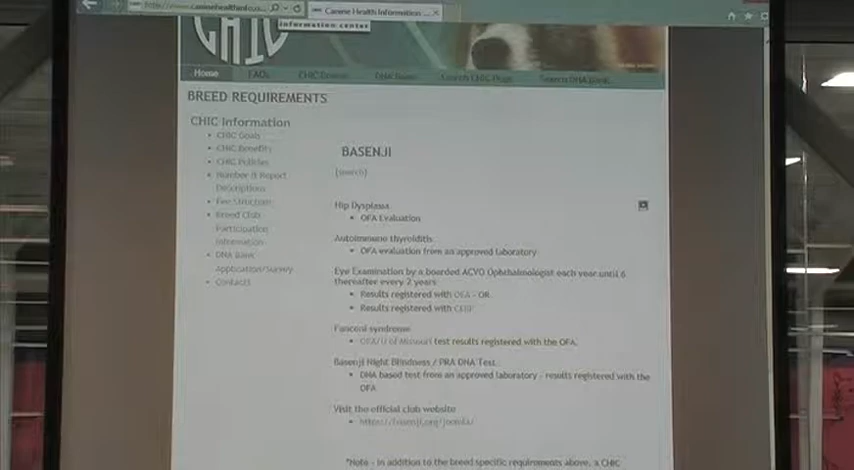 Canine Health Information ...
information center
CHIC
Home FAQs CHIC Breeds DNA Bank Search CHIC Dogs Search DNA Bank
BREED REQUIREMENTS
CHIC Information
• CHIC Goals
• CHIC Benefits
• CHIC Policies
• Number & Report
Descriptions
• Fee Structure
• Breed Club
Participation
Information
• DNA Bank
Application/Survey
• Contacts
BASENJI
[search]
Hip Dysplasia
• OFA Evaluation
Autoimmune thyroiditis
• OFA evaluation from an approved laboratory
Eye Examination by a boarded ACVO Ophthalmologist each year until 6
thereafter every 2 years
• Results registered with OFA - OR
• Results registered with CERF
Fanconi syndrome
• OFA/U of Missouri test results registered with the OFA.
Basenji Night Blindness / PRA DNA Test
• DNA based test from an approved laboratory - results registered with the
OFA
Visit the official club website
*Note - In addition to the breed specific requirements above, a CHIC